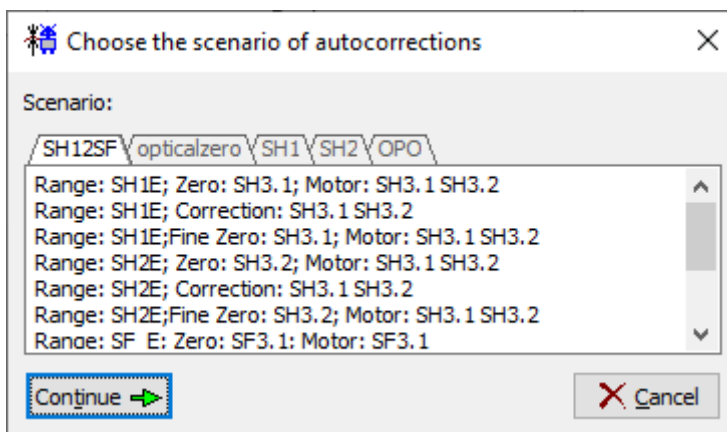 Choose the scenario of autocorrections
Scenario:
SH12SF opticalzero SH1 SH2 OPO
Range: SH1E; Zero: SH3.1; Motor: SH3.1 SH3.2
Range: SH1E; Correction: SH3.1 SH3.2
Range: SH1E;Fine Zero: SH3.1; Motor: SH3.1 SH3.2
Range: SH2E; Zero: SH3.2; Motor: SH3.1 SH3.2
Range: SH2E; Correction: SH3.1 SH3.2
Range: SH2E;Fine Zero: SH3.2; Motor: SH3.1 SH3.2
Range: SF_E; Zero: SF3.1; Motor: SF3.1
Continue Cancel